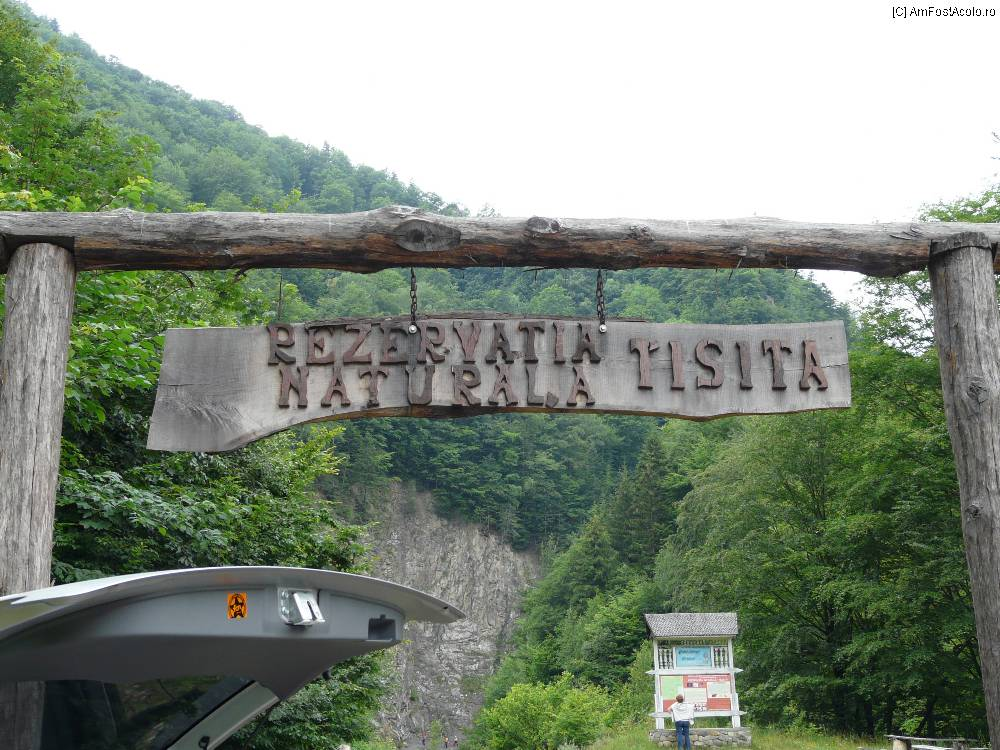 [C] AmFostAcolo.ro
REZERVATIA
NATURALA
TISITA